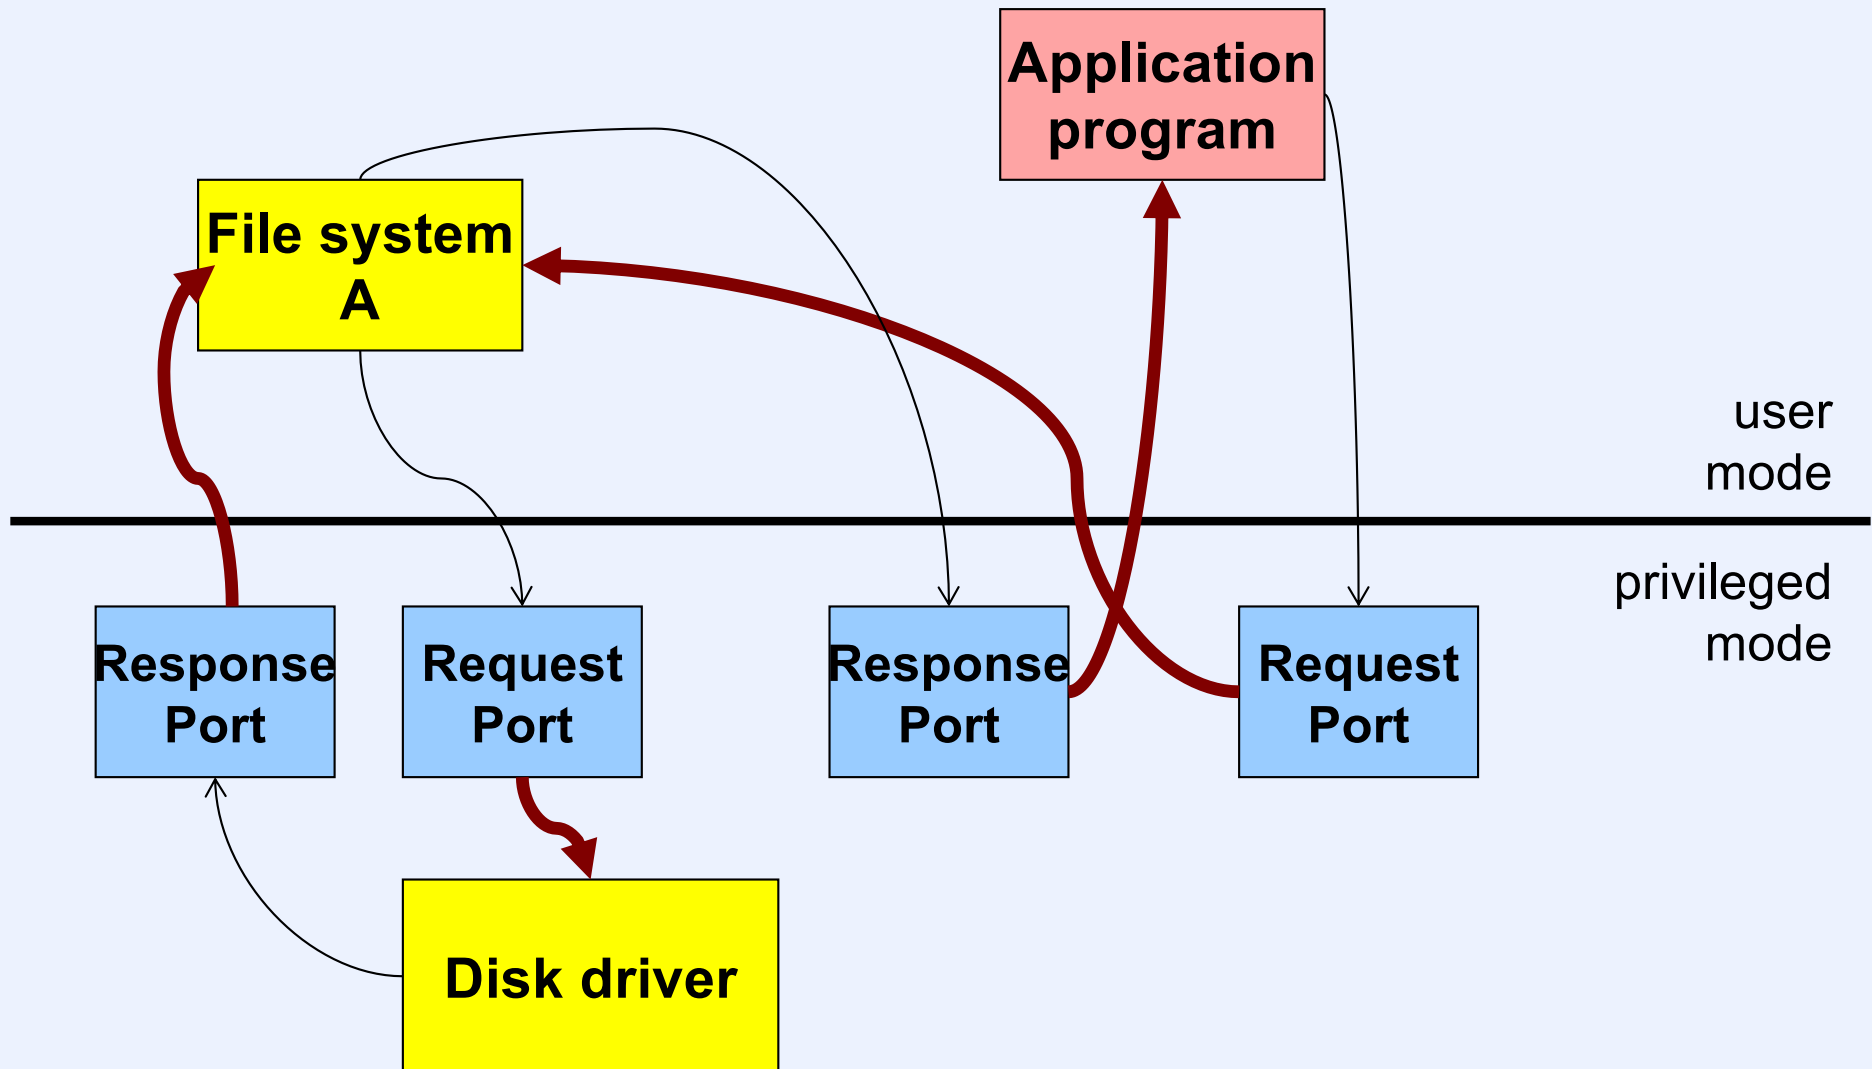 Application
program
File system
A
user
mode
privileged
mode
Response
Port
Request
Port
Response
Port
Request
Port
Disk driver